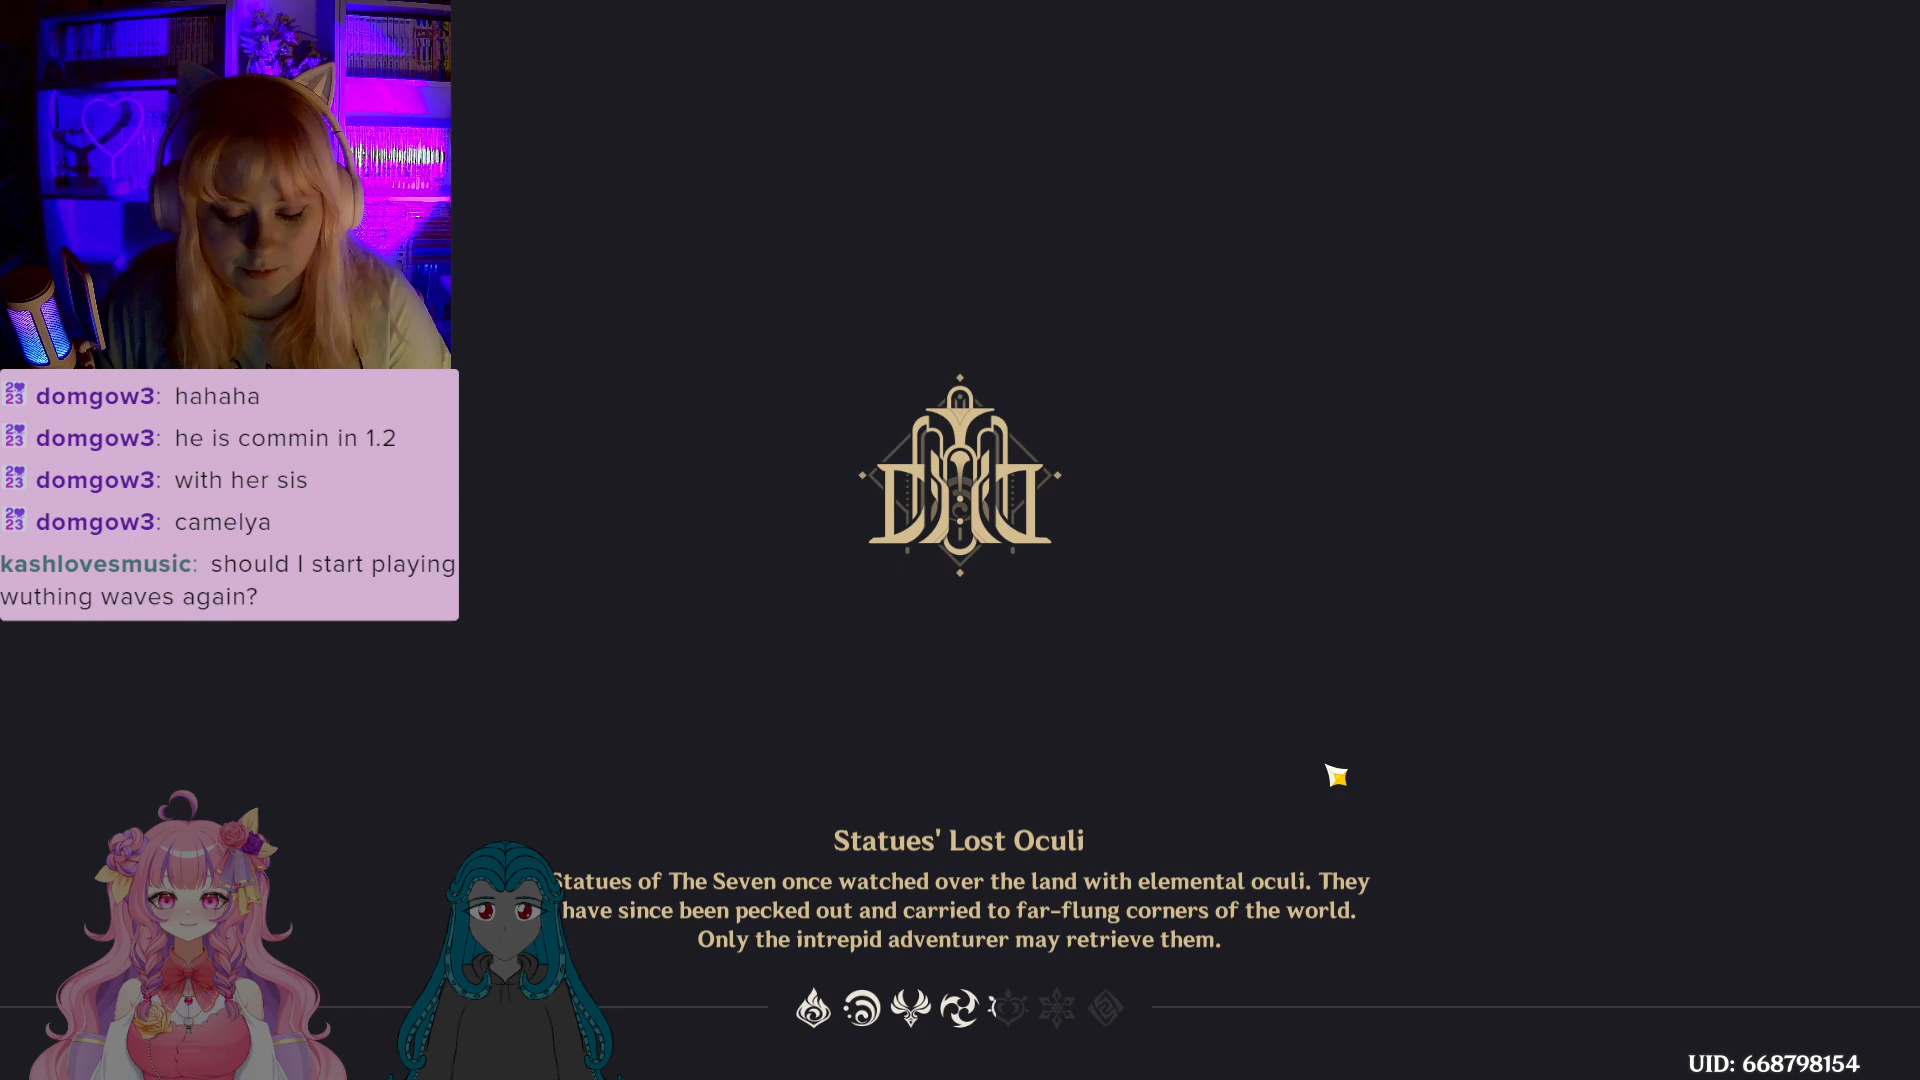 domgow3: hahaha
domgow3: he is commin in 1.2
domgow3: with her sis
domgow3: camelya
kashlovesmusic: should I start playing
wuthing waves again?
Statues' Lost Oculi
Statues of The Seven once watched over the land with elemental oculi. They
have since been pecked out and carried to far-flung corners of the world.
Only the intrepid adventurer may retrieve them.
UID: 668798154